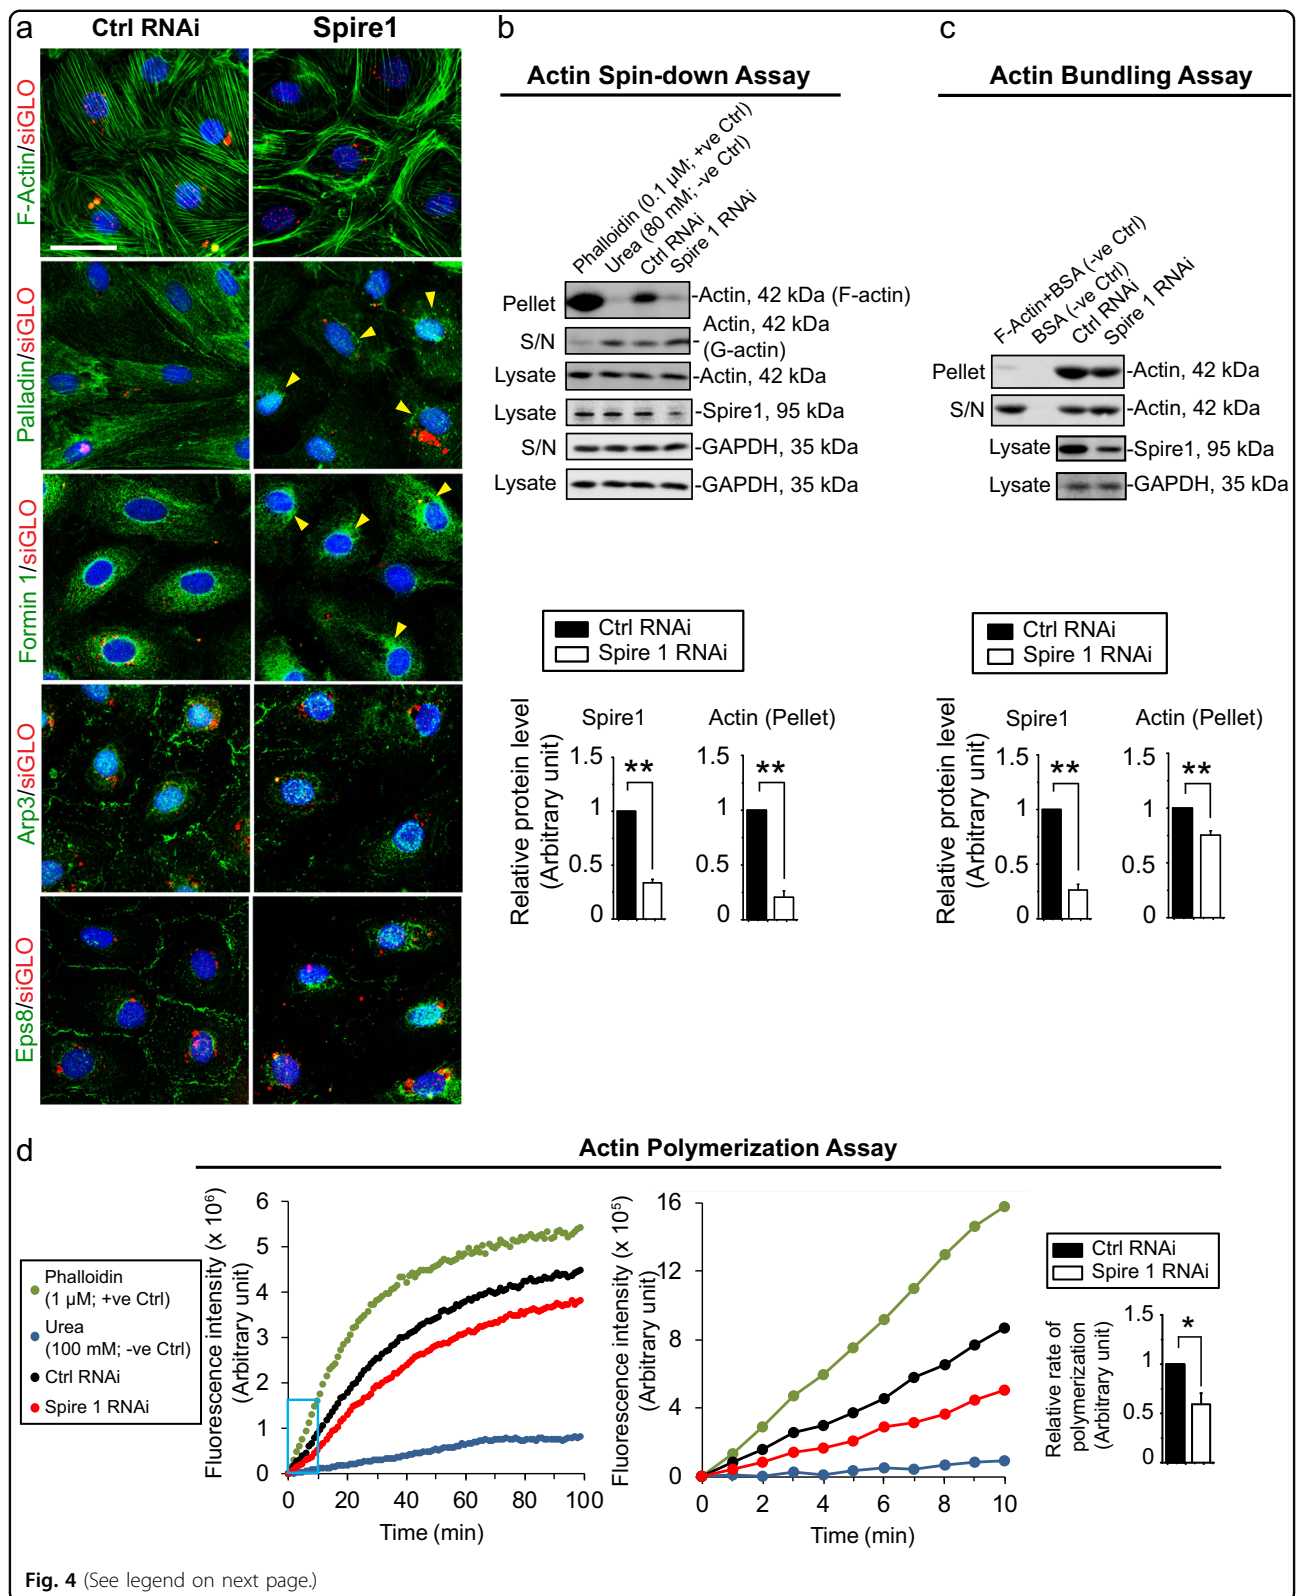 a
Ctrl RNAi
Spire1
F-Actin/siGLO
Palladin/siGLO
Formin 1/siGLO
Arp3/siGLO
Eps8/siGLO
b
Actin Spin-down Assay
Phalloidin (0.1 µM; +ve Ctrl)
Urea (80 mM; -ve Ctrl)
Ctrl RNAi
Spire 1 RNAi
Pellet
-Actin, 42 kDa (F-actin)
S/N
-Actin, 42 kDa
(G-actin)
Lysate
-Actin, 42 kDa
Lysate
-Spire1, 95 kDa
S/N
-GAPDH, 35 kDa
Lysate
-GAPDH, 35 kDa
Ctrl RNAi
Spire 1 RNAi
Relative protein level
(Arbitrary unit)
Spire1
1.5
1
0.5
0
**
Actin (Pellet)
1.5
1
0.5
0
**
c
Actin Bundling Assay
F-Actin+BSA (-ve Ctrl)
BSA (-ve Ctrl)
Ctrl RNAi
Spire 1 RNAi
Pellet
-Actin, 42 kDa
S/N
-Actin, 42 kDa
Lysate
-Spire1, 95 kDa
Lysate
-GAPDH, 35 kDa
Ctrl RNAi
Spire 1 RNAi
Relative protein level
(Arbitrary unit)
Spire1
1.5
1
0.5
0
**
Actin (Pellet)
1.5
1
0.5
0
**
d
Actin Polymerization Assay
Phalloidin
(1 µM; +ve Ctrl)
Urea
(100 mM; -ve Ctrl)
Ctrl RNAi
Spire 1 RNAi
Fluorescence intensity (x 10⁶)
(Arbitrary unit)
6
5
4
3
2
1
0
0 20 40 60 80 100
Time (min)
Fluorescence intensity (x 10⁵)
(Arbitrary unit)
16
12
8
4
0
0 2 4 6 8 10
Time (min)
Ctrl RNAi
Spire 1 RNAi
Relative rate of
polymerization
(Arbitrary unit)
1.5
1
0.5
0
*
Fig. 4 (See legend on next page.)